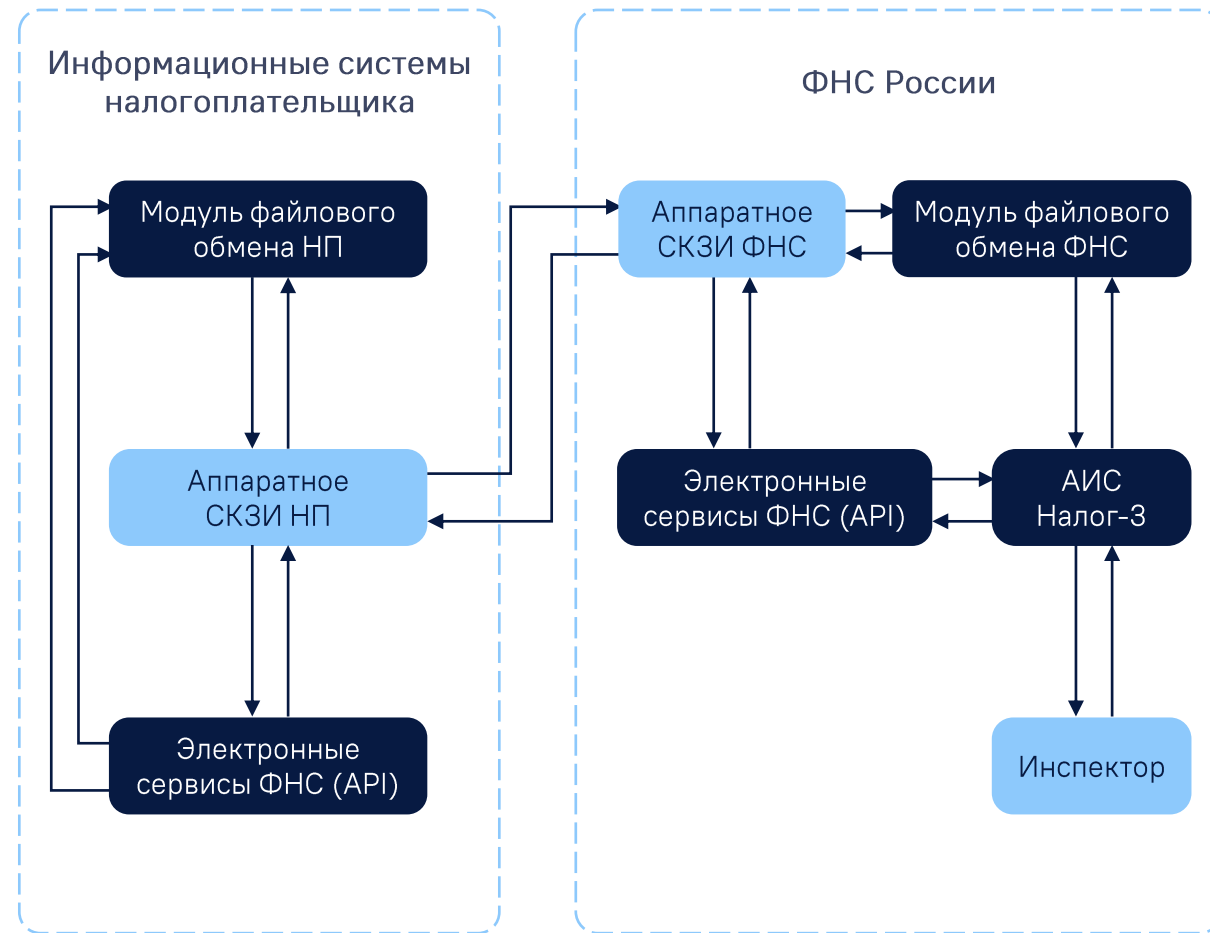 Информационные системы
налогоплательщика
Модуль файлового
обмена НП
Аппаратное
СКЗИ НП
Электронные
сервисы ФНС (API)
ФНС России
Аппаратное
СКЗИ ФНС
Модуль файлового
обмена ФНС
Электронные
сервисы ФНС (API)
АИС
Налог-3
Инспектор